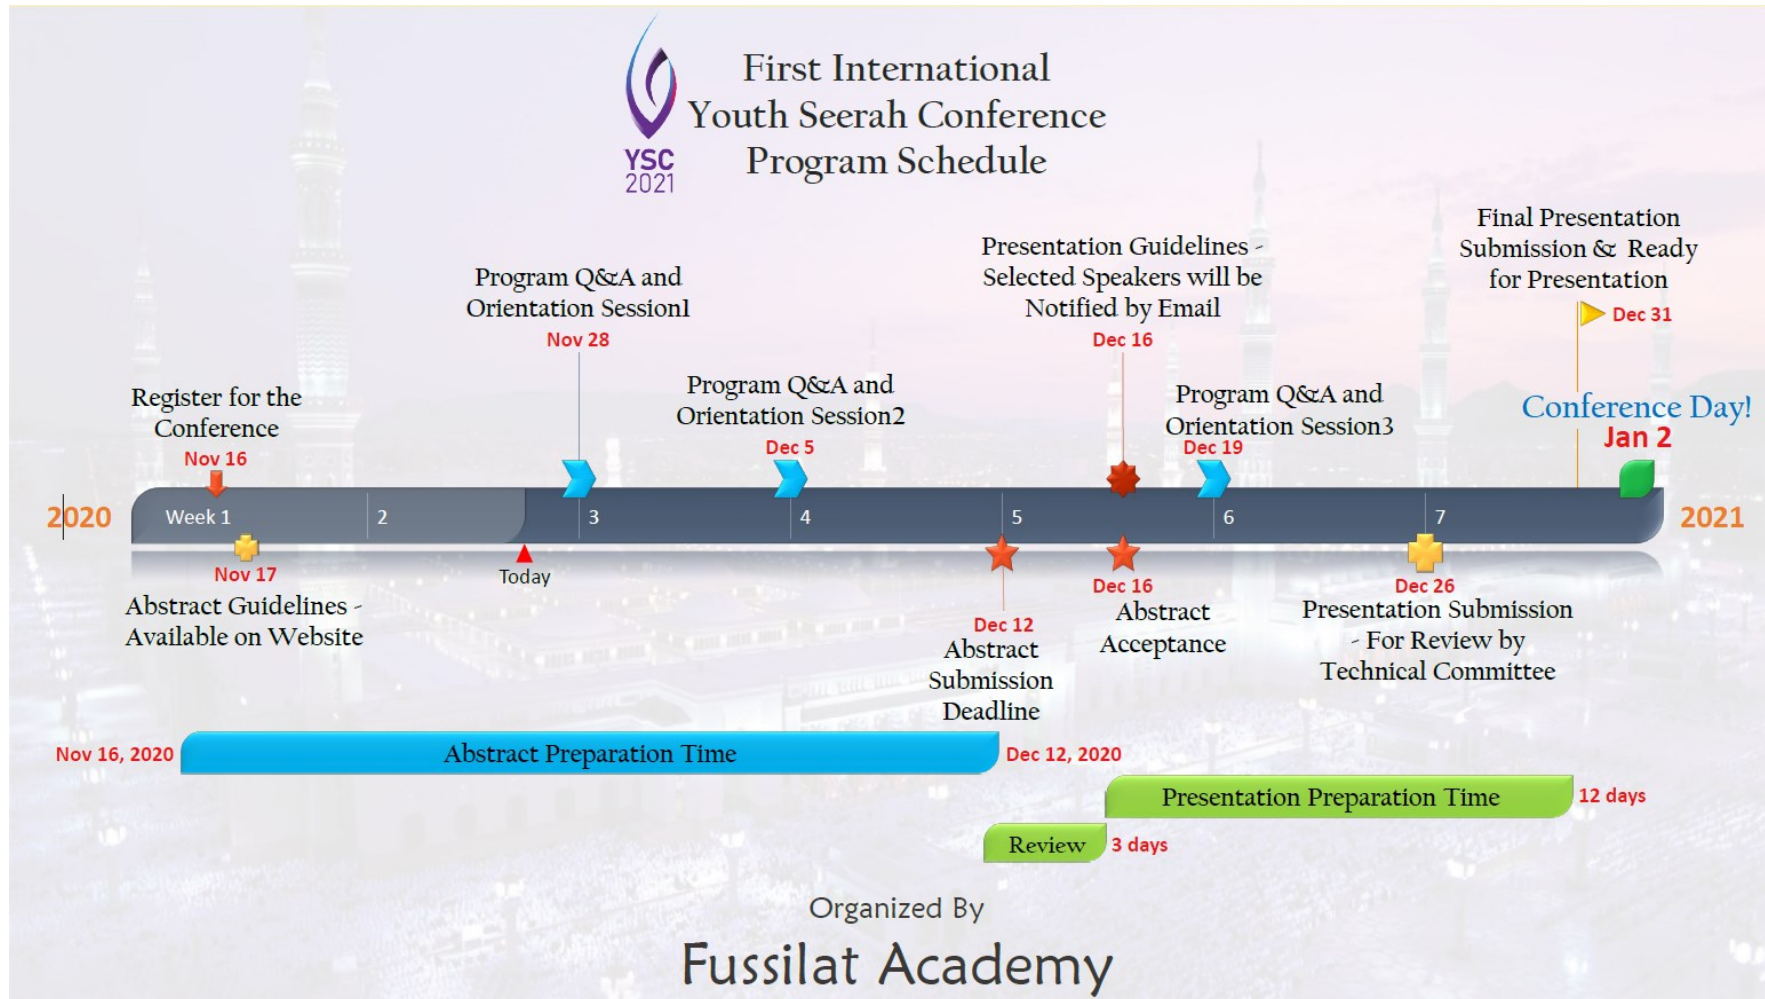 First International
Youth Seerah Conference
Program Schedule
YSC
2021
Final Presentation
Submission & Ready
for Presentation
Dec 31
Presentation Guidelines -
Selected Speakers will be
Notified by Email
Dec 16
Program Q&A and
Orientation Session1
Nov 28
Program Q&A and
Orientation Session2
Dec 5
Program Q&A and
Orientation Session3
Dec 19
Register for the
Conference
Nov 16
Conference Day!
Jan 2
2020
Week 1
2
3
4
5
6
7
2021
Nov 17
Abstract Guidelines -
Available on Website
Today
Dec 12
Abstract
Submission
Deadline
Dec 16
Abstract
Acceptance
Dec 26
Presentation Submission
- For Review by
Technical Committee
Nov 16, 2020
Abstract Preparation Time
Dec 12, 2020
Presentation Preparation Time
12 days
Review
3 days
Organized By
Fussilat Academy